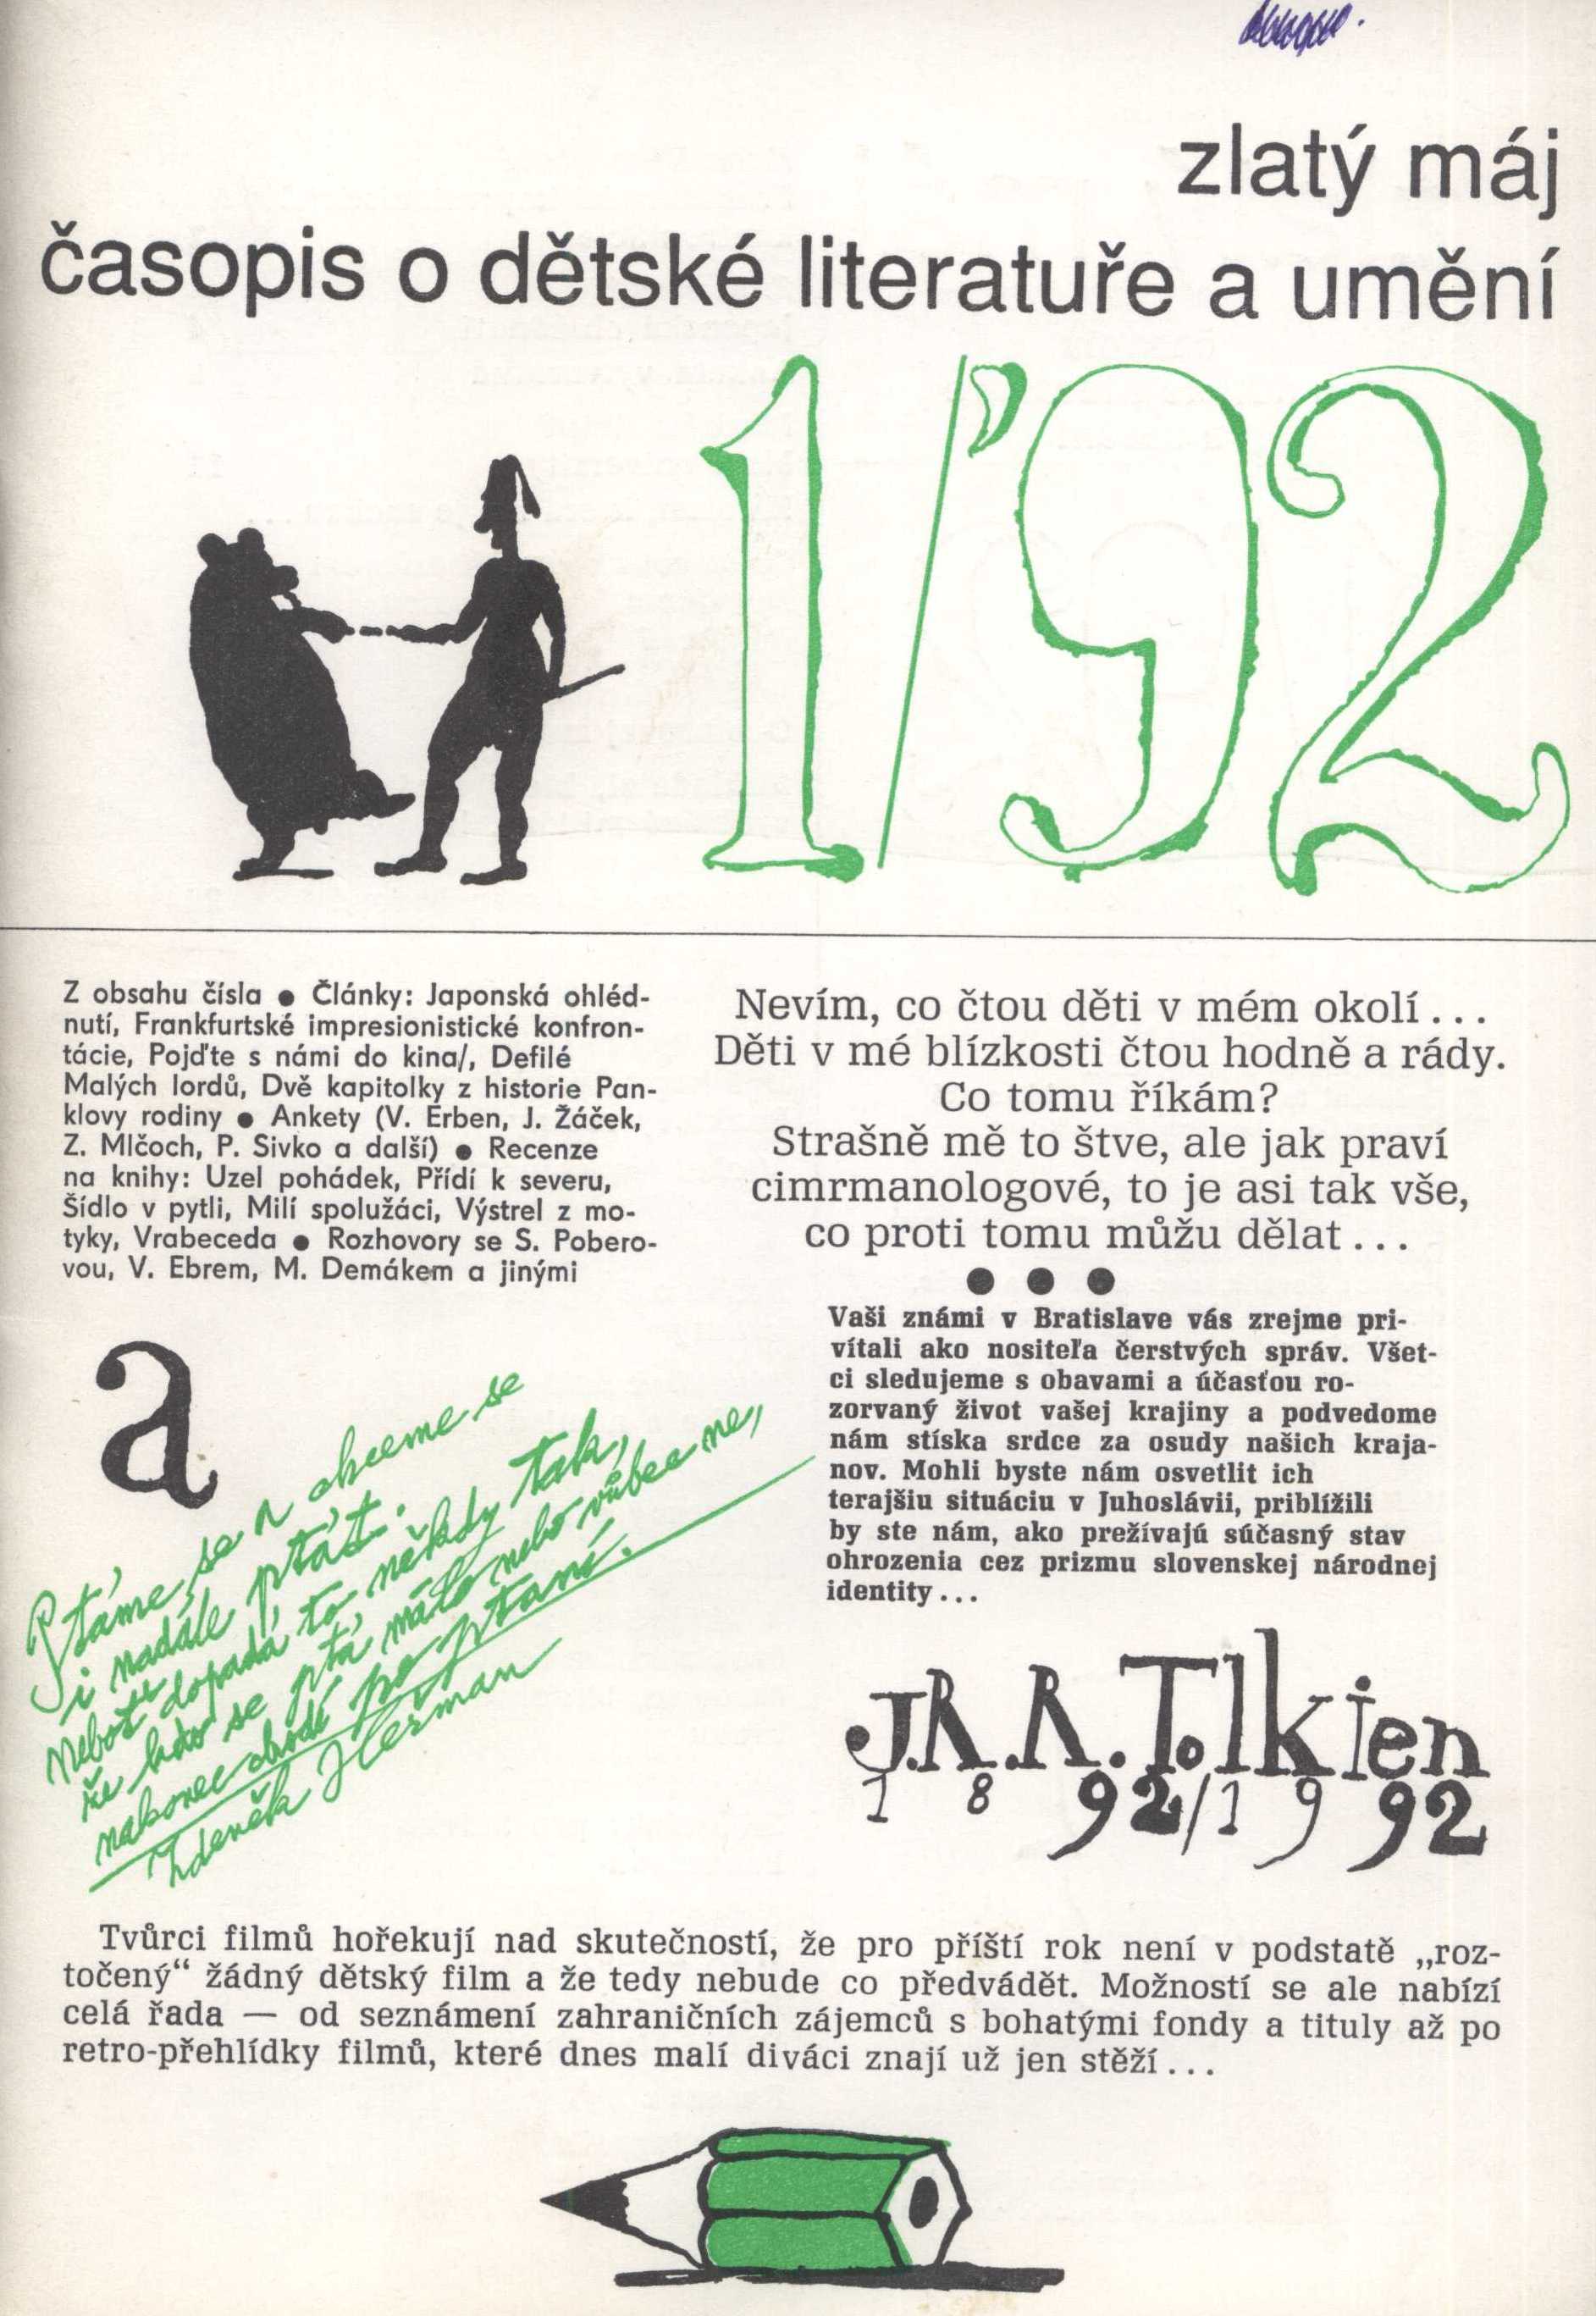 zlatý máj
časopis o dětské literatuře a umění
1/'92
Z obsahu čísla ● Články: Japonská ohléd-
nutí, Frankfurtské impresionistické konfron-
tácie, Pojďte s námi do kina/, Defilé
Malých lordů, Dvě kapitolky z historie Pan-
klovy rodiny ● Ankety (V. Erben, J. Žáček,
Z. Mlčoch, P. Sivko a další) ● Recenze
na knihy: Uzel pohádek, Přídí k severu,
Šídlo v pytli, Milí spolužáci, Výstrel z mo-
tyky, Vrabeceda ● Rozhovory se S. Pobero-
vou, V. Ebrem, M. Demákem a jinými
a
Ptáme se a chceme se
i nadále ptát.
Neboť dopadá to někdy tak,
že kdo se ptá málo nebo vůbec ne,
nakonec chodí po ptaní.
Zdeněk Heřman
Nevím, co čtou děti v mém okolí...
Děti v mé blízkosti čtou hodně a rády.
Co tomu říkám?
Strašně mě to štve, ale jak praví
cimrmanologové, to je asi tak vše,
co proti tomu můžu dělat...
● ● ●
Vaši známi v Bratislave vás zrejme pri-
vítali ako nositeľa čerstvých správ. Všet-
ci sledujeme s obavami a účasťou ro-
zorvaný život vašej krajiny a podvedome
nám stíska srdce za osudy našich kraja-
nov. Mohli byste nám osvetlit ich
terajšiu situáciu v Juhoslávii, priblížili
by ste nám, ako prežívajú súčasný stav
ohrozenia cez prizmu slovenskej národnej
identity...
J.R.R. Tolkien
1892/1992
Tvůrci filmů hořekují nad skutečností, že pro příští rok není v podstatě „roz-
točený“ žádný dětský film a že tedy nebude co předvádět. Možností se ale nabízí
celá řada — od seznámení zahraničních zájemců s bohatými fondy a tituly až po
retro-přehlídky filmů, které dnes malí diváci znají už jen stěží...